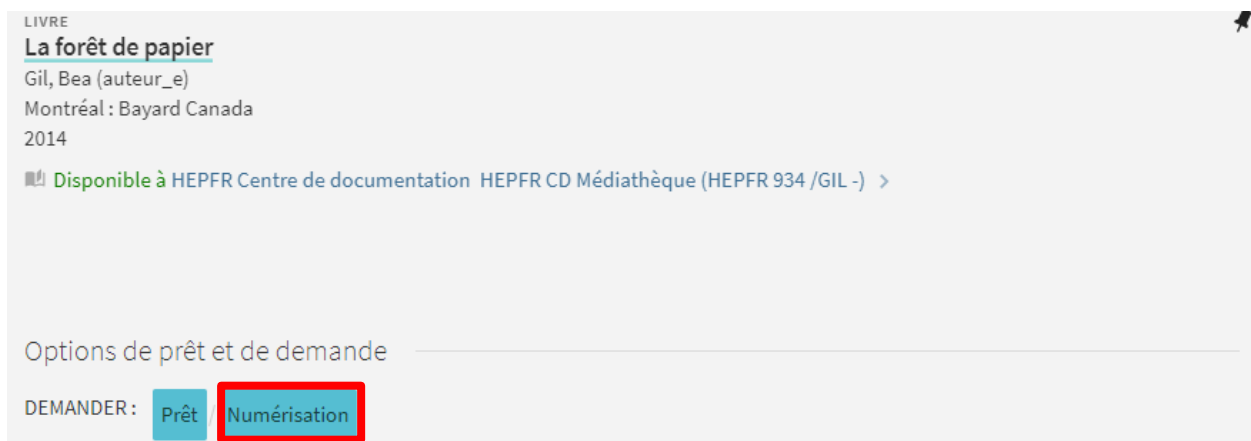 LIVRE
La forêt de papier
Gil, Bea (auteur_e)
Montréal : Bayard Canada
2014
Disponible à HEPFR Centre de documentation HEPFR CD Médiathèque (HEPFR 934 /GIL -) >
Options de prêt et de demande
DEMANDER : Prêt / Numérisation